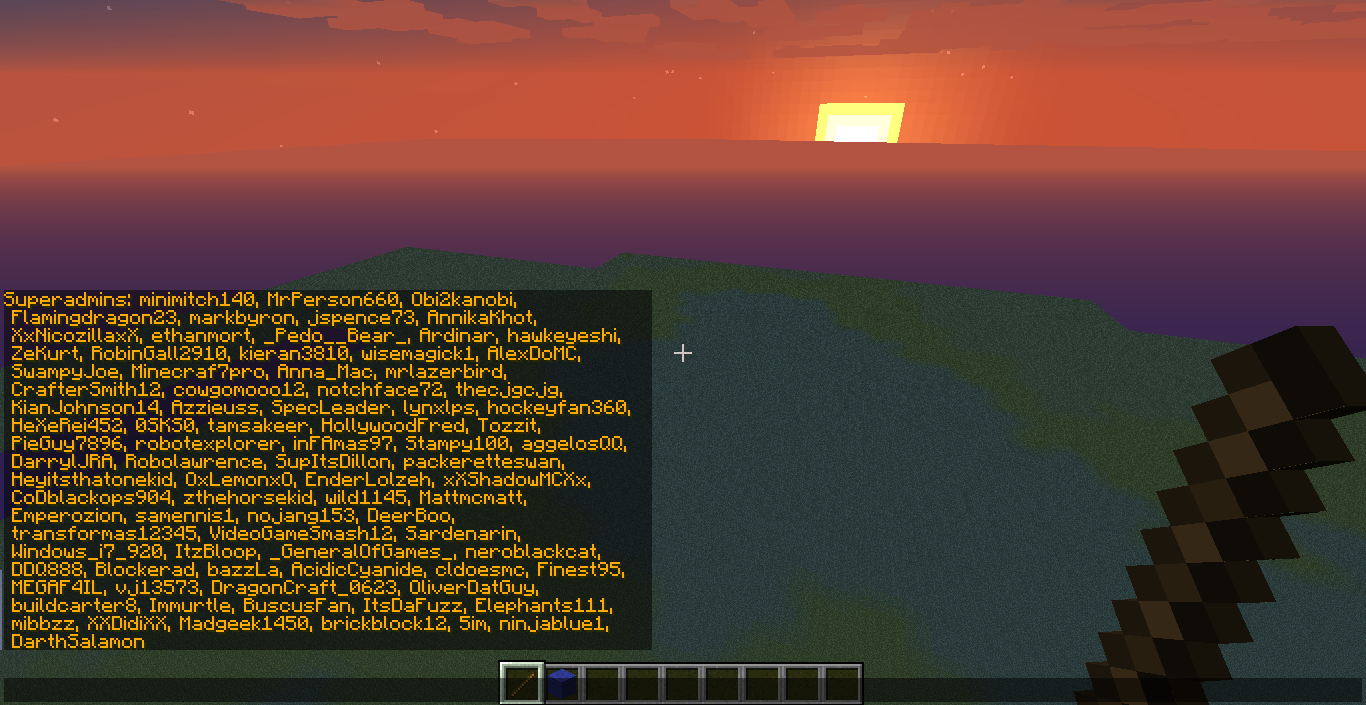 Superadmins: minimitch140, MrPerson660, Obi2kanobi,
Flamingdragon23, markbyron, jspence73, AnnikaKhot,
XxNicozillaxX, ethanmort, _Pedo__Bear_, Ardinar, hawkeyeshi,
ZeKurt, RobinGall2910, kieran3810, wisemagick1, AlexDoMC,
SwampyJoe, Minecraf7pro, Anna_Mac, mrlazerbird,
CrafterSmith12, cowgomooo12, notchface72, thecjgcjg,
KianJohnson14, Azzieuss, SpecLeader, lynxlps, hockeyfan360,
HeXeRei452, 0SKS0, tamsakeer, HollywoodFred, Tozzit,
PieGuy7896, robotexplorer, inFAmas97, Stampy100, aggelosQQ,
DarrylJRA, Robolawrence, SupItsDillon, packeretteswan,
Heyitsthatonekid, OxLemonxO, EnderLolzeh, xXShadowMCXx,
CoDblackops904, zthehorsekid, wild1145, Mattmcmatt,
Emperozion, samennis1, nojang153, DeerBoo,
transformas12345, VideoGameSmash12, Sardenarin,
Windows_i7_920, ItzBloop, _GeneralOfGames_, neroblackcat,
DDQ888, Blockerad, bazzLa, AcidicCyanide, cldoesmc, Finest95,
MEGAF4IL, vj13573, DragonCraft_0623, OliverDatGuy,
buildcarter8, Immurtle, BuscusFan, ItsDaFuzz, Elephants111,
mibbzz, XXDidiXX, Madgeek1450, brickblock12, 5im, ninjablue1,
DarthSalamon